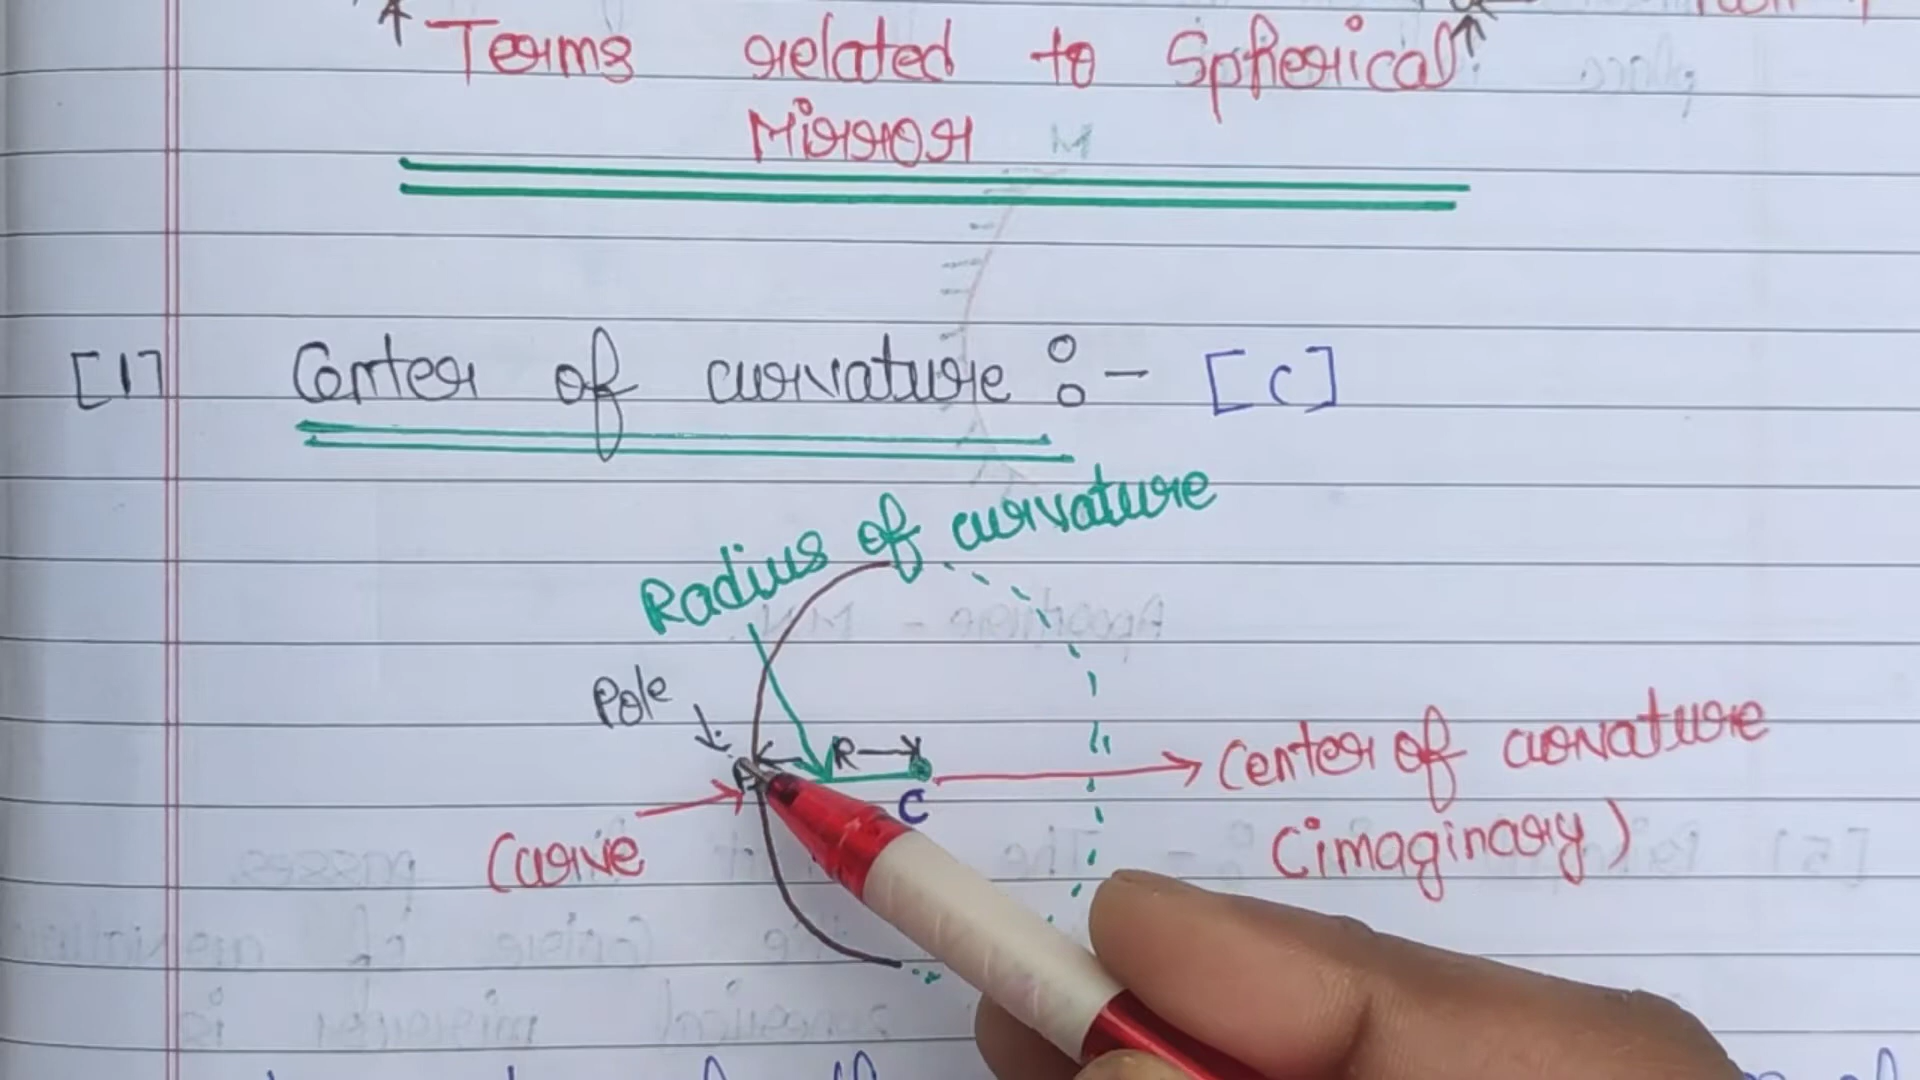 Terms related to Spherical
Mirror
[1] Center of curvature :- [C]
Radius of curvature
Pole
R
P
C
Center of curvature
(imaginary)
Curve